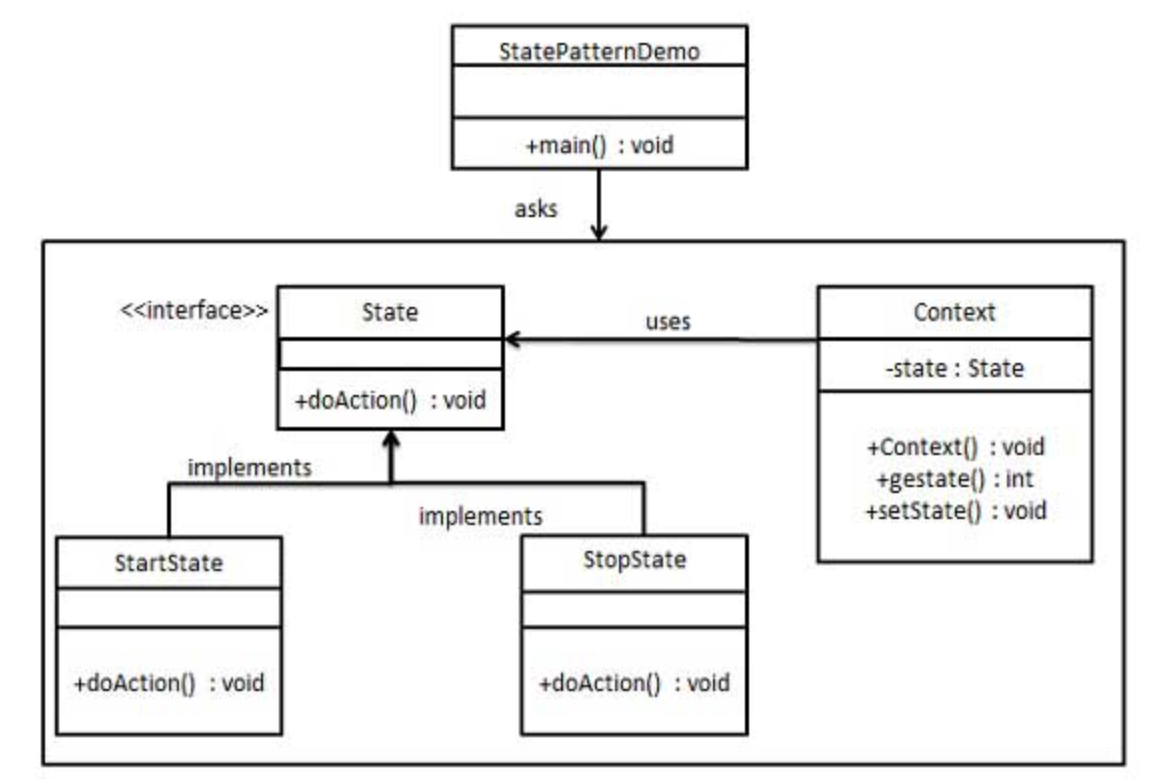 StatePatternDemo
+main() : void
asks
<<interface>>
State
+doAction() : void
uses
Context
-state : State
+Context() : void
+gestate() : int
+setState() : void
implements
implements
StartState
+doAction() : void
StopState
+doAction() : void